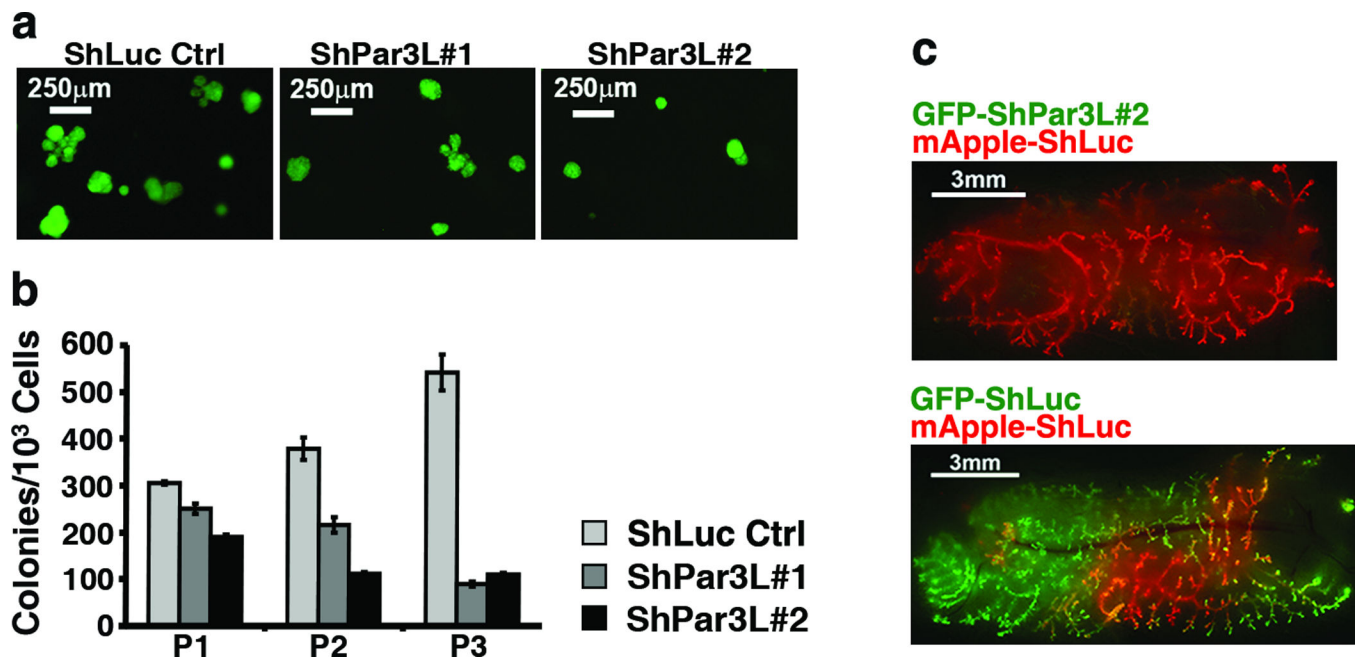 a
ShLuc Ctrl
ShPar3L#1
ShPar3L#2
250μm
250μm
250μm
b
Colonies/10³ Cells
600
500
400
300
200
100
0
P1
P2
P3
ShLuc Ctrl
ShPar3L#1
ShPar3L#2
c
GFP-ShPar3L#2
mApple-ShLuc
3mm
GFP-ShLuc
mApple-ShLuc
3mm